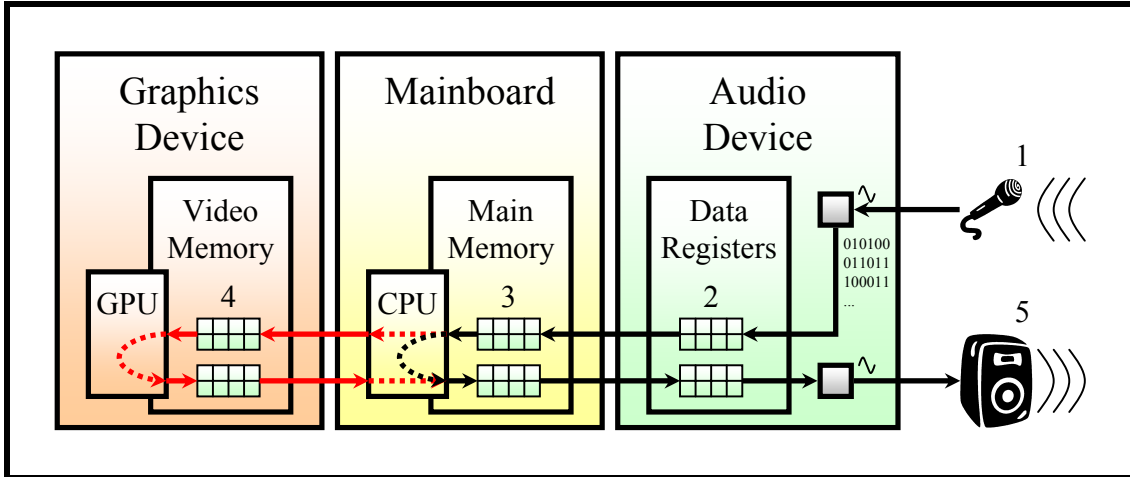 Graphics
Device
Mainboard
Audio
Device
1
Video
Memory
Main
Memory
Data
Registers
010100
011011
100011
...
GPU
4
CPU
3
2
5